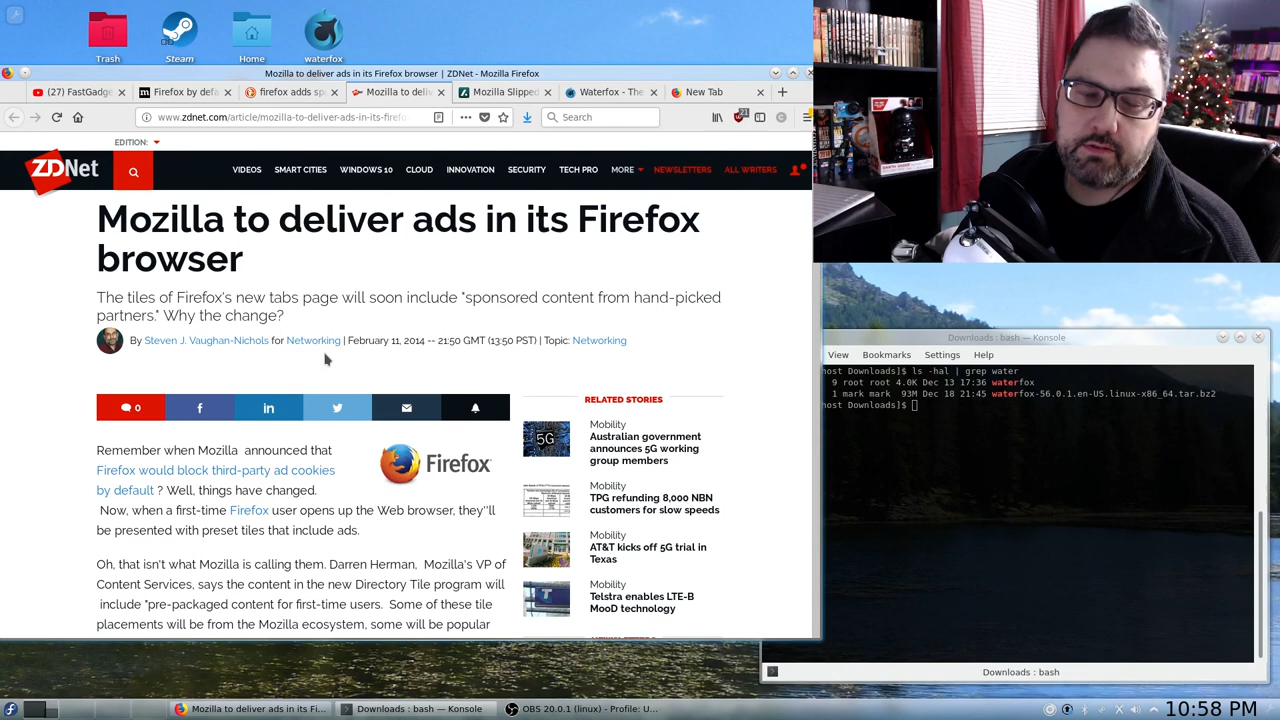 Trash
Steam
Home
waterfox
Mozilla to deliver ads in its Firefox browser | ZDNet - Mozilla Firefox
(27) FastGadge
Firefox by defa
Mozilla to deliv
Mozilla Slipped
Waterfox - The
New Tab
www.zdnet.com/article/mozilla-to-deliver-ads-in-its-firefo
Search
21
EDITION:
ZDNet
VIDEOS
SMART CITIES
WINDOWS 10
CLOUD
INNOVATION
SECURITY
TECH PRO
MORE
NEWSLETTERS
ALL WRITERS
Mozilla to deliver ads in its Firefox
browser
The tiles of Firefox's new tabs page will soon include "sponsored content from hand-picked
partners." Why the change?
By Steven J. Vaughan-Nichols for Networking | February 11, 2014 -- 21:50 GMT (13:50 PST) | Topic: Networking
0
f
in
Remember when Mozilla announced that
Firefox would block third-party ad cookies
by default ? Well, things have changed.
Now, when a first-time Firefox user opens up the Web browser, they''ll
be presented with preset tiles that include ads.
Oh, that isn't what Mozilla is calling them. Darren Herman, Mozilla's VP of
Content Services, says the content in the new Directory Tile program will
include "pre-packaged content for first-time users. Some of these tile
placements will be from the Mozilla ecosystem, some will be popular
Firefox
RELATED STORIES
5G
Mobility
Australian government
announces 5G working
group members
Mobility
TPG refunding 8,000 NBN
customers for slow speeds
Mobility
AT&T kicks off 5G trial in
Texas
Mobility
Telstra enables LTE-B
MooD technology
Downloads : bash — Konsole
View
Bookmarks
Settings
Help
host Downloads]$ ls -hal | grep water
9 root root 4.0K Dec 13 17:36 waterfox
1 mark mark 93M Dec 18 21:45 waterfox-56.0.1.en-US.linux-x86_64.tar.bz2
host Downloads]$
Downloads : bash
Mozilla to deliver ads in its Fi...
Downloads : bash — Konsole
OBS 20.0.1 (linux) - Profile: U...
10:58 PM